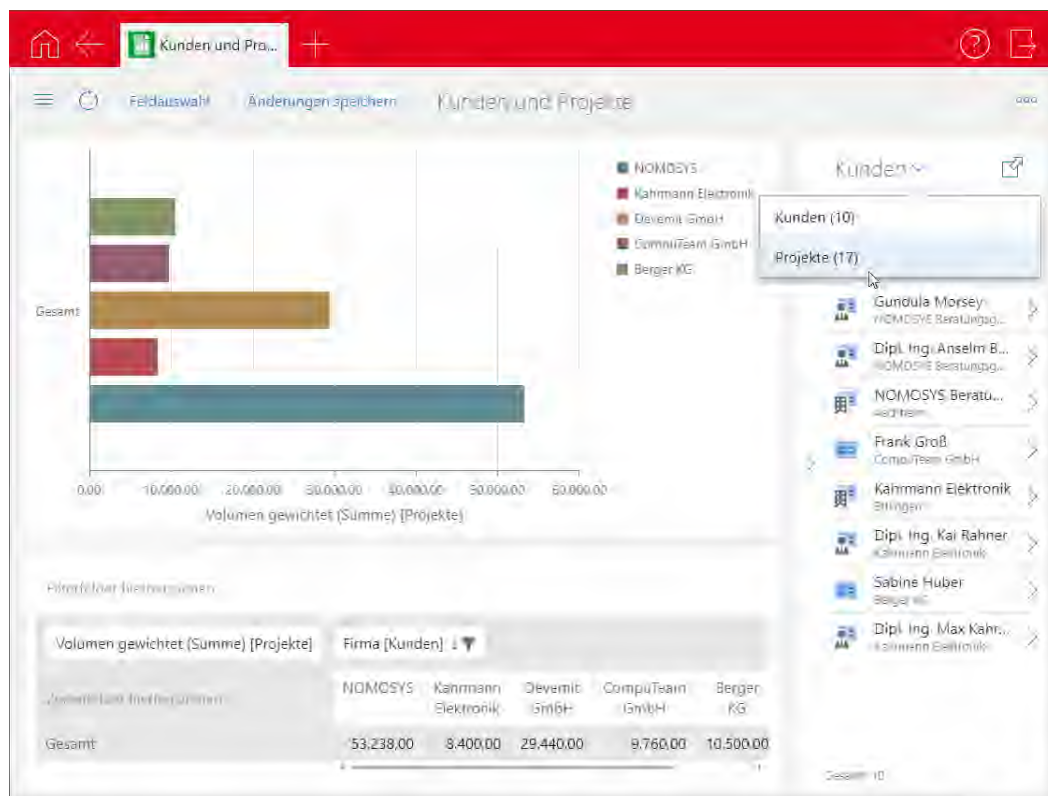 Kunden und Pro...
Feldauswahl
Änderungen speichern
Kunden und Projekte
NOMOSYS
Kahrmann Elektronik
Devemit GmbH
CompuTeam GmbH
Berger KG
Gesamt
0,00
10.000,00
20.000,00
30.000,00
40.000,00
50.000,00
60.000,00
Volumen gewichtet (Summe) [Projekte]
Filterfelder hierherziehen
Volumen gewichtet (Summe) [Projekte]
Firma [Kunden]
NOMOSYS
Kahrmann Elektronik
Devemit GmbH
CompuTeam GmbH
Berger KG
Gesamt
53.238,00
8.400,00
29.440,00
9.760,00
10.500,00
Kunden
Kunden (10)
Projekte (17)
Gundula Morsey
NOMOSYS Beratungsg...
Dipl. Ing. Anselm B...
NOMOSYS Beratungsg...
NOMOSYS Beratu...
Frank Groß
CompuTeam GmbH
Kahrmann Elektronik
Dipl. Ing. Kai Rahner
Kahrmann Elektronik
Sabine Huber
Berger KG
Dipl. Ing. Max Kahr...
Kahrmann Elektronik
Gesamt: 10